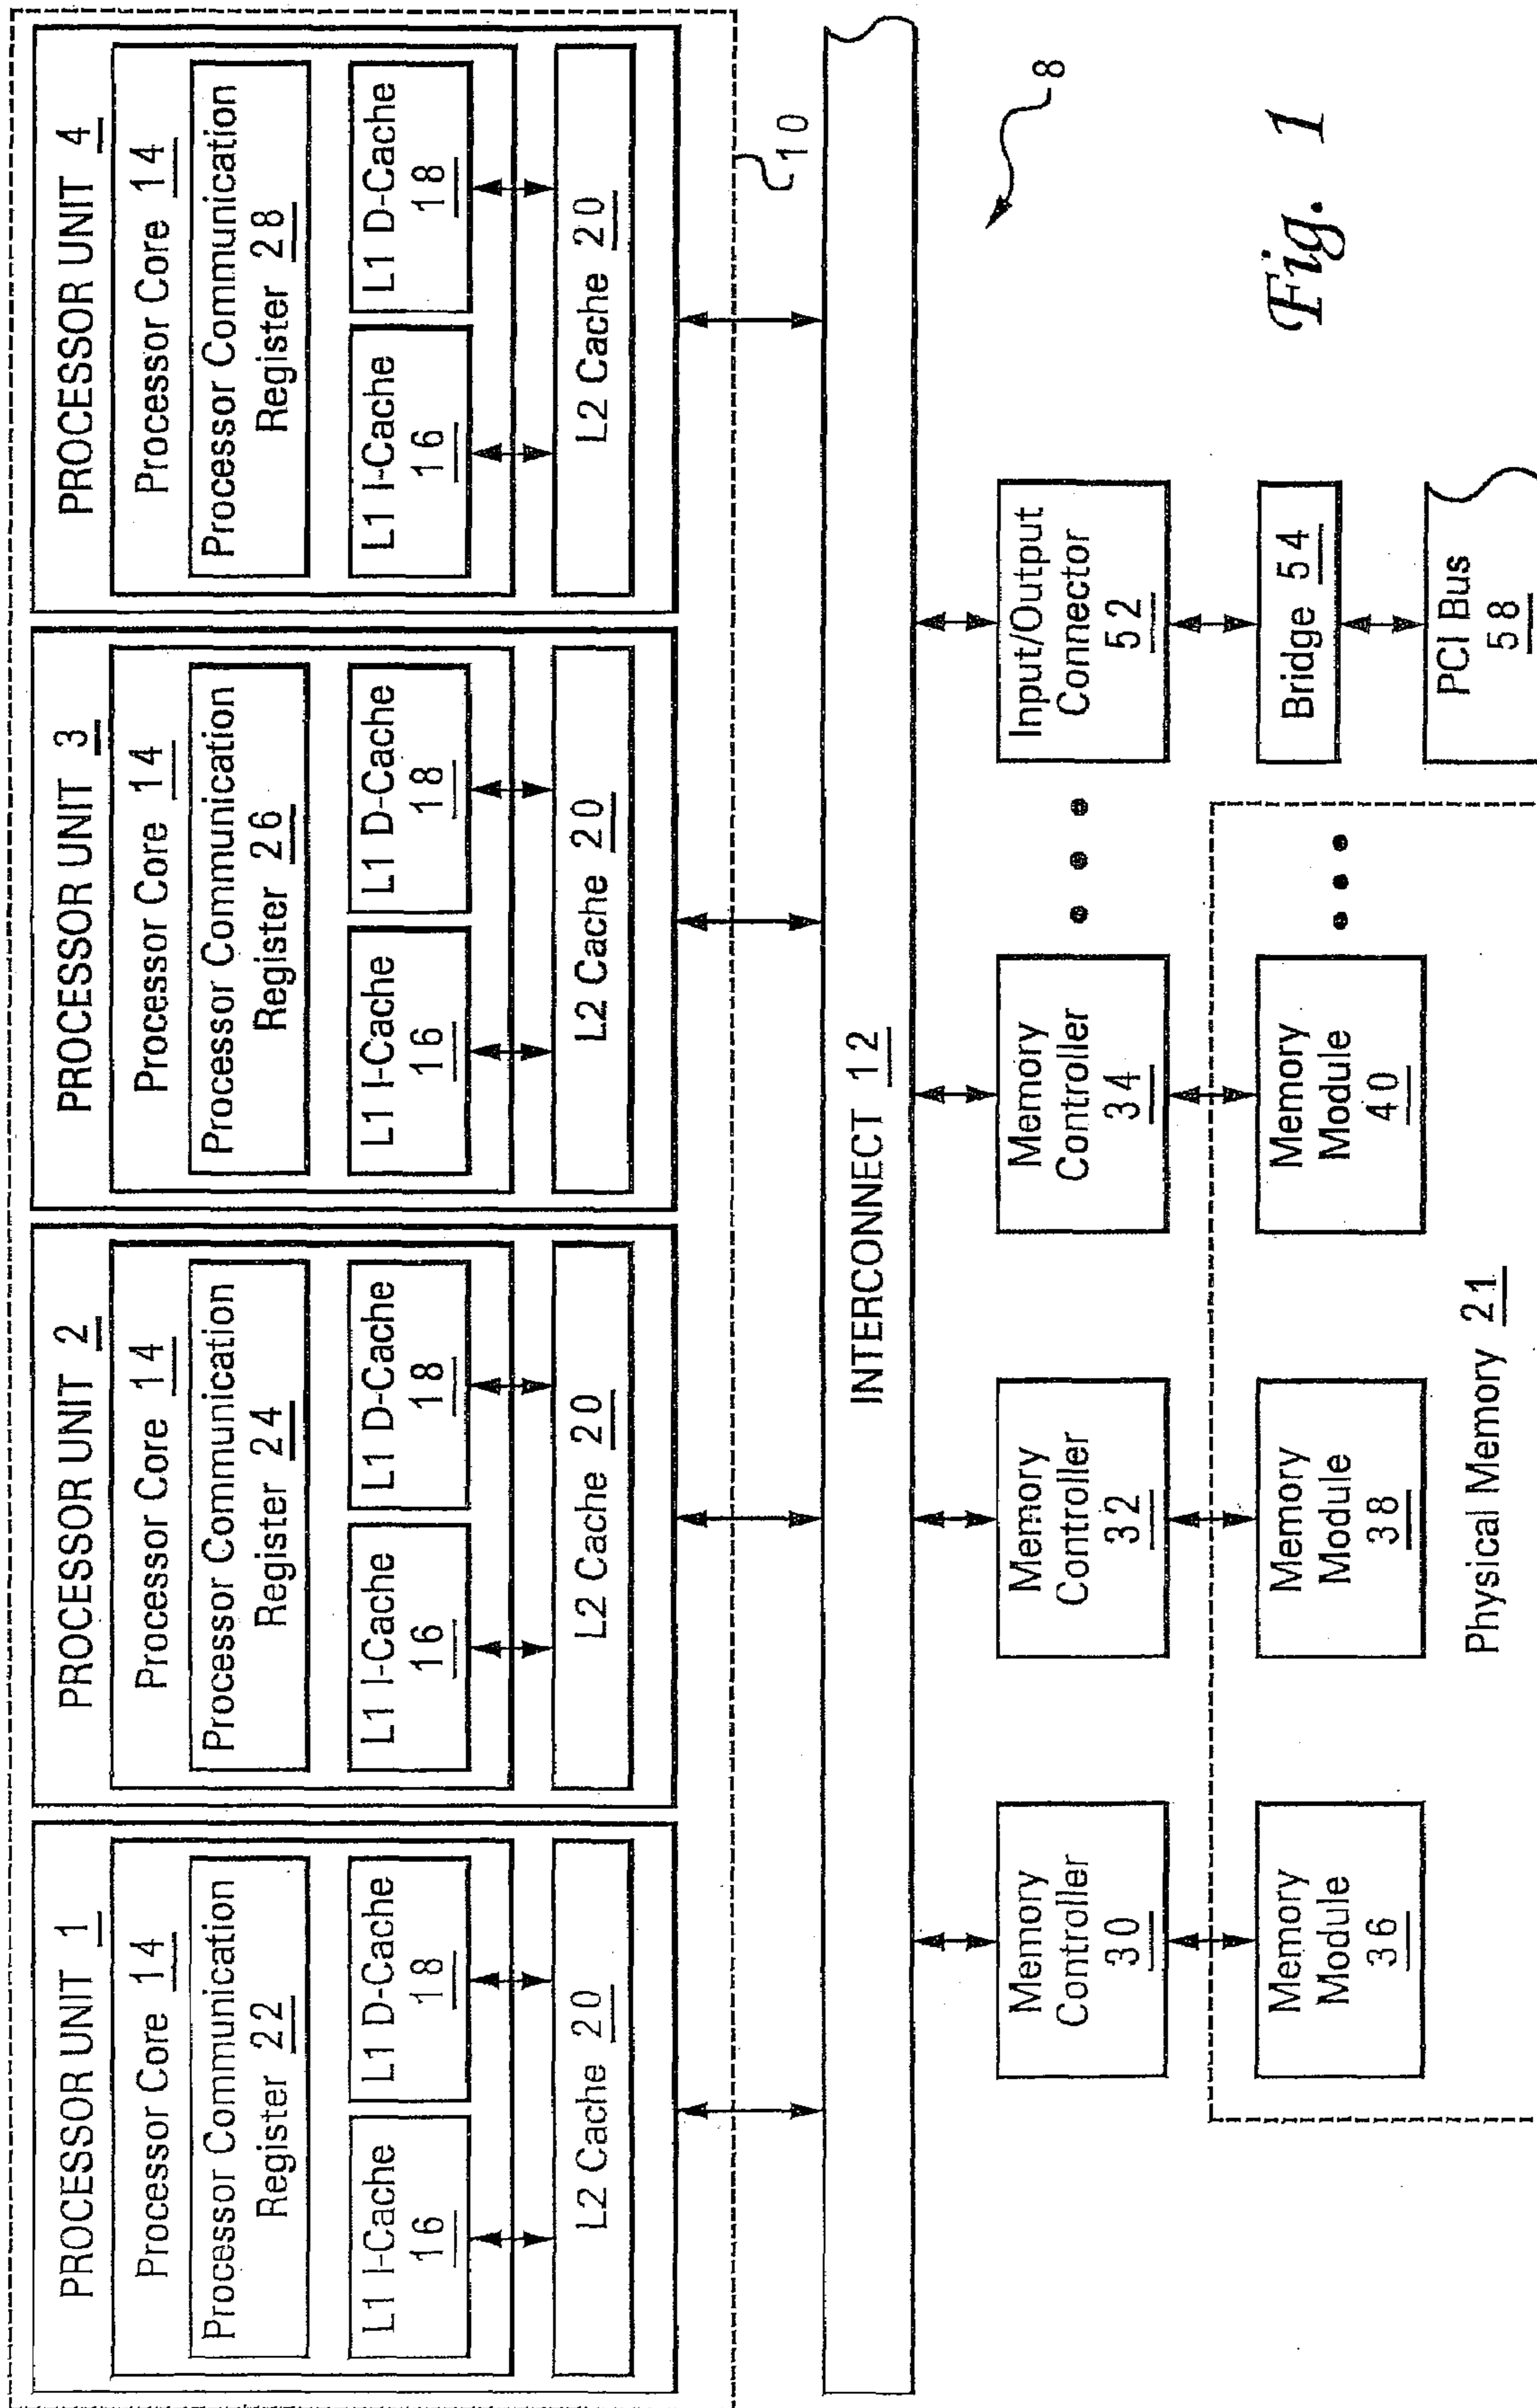 PROCESSOR UNIT 1
Processor Core 14
Processor Communication
Register 22
L1 I-Cache
16
L1 D-Cache
18
L2 Cache 20
PROCESSOR UNIT 2
Processor Core 14
Processor Communication
Register 24
L1 I-Cache
16
L1 D-Cache
18
L2 Cache 20
PROCESSOR UNIT 3
Processor Core 14
Processor Communication
Register 26
L1 I-Cache
16
L1 D-Cache
18
L2 Cache 20
PROCESSOR UNIT 4
Processor Core 14
Processor Communication
Register 28
L1 I-Cache
16
L1 D-Cache
18
L2 Cache 20
10
INTERCONNECT 12
Memory
Controller
30
Memory
Controller
32
Memory
Controller
34
Input/Output
Connector
52
8
Memory
Module
36
Memory
Module
38
Memory
Module
40
Bridge 54
PCI Bus
58
Physical Memory 21
Fig. 1